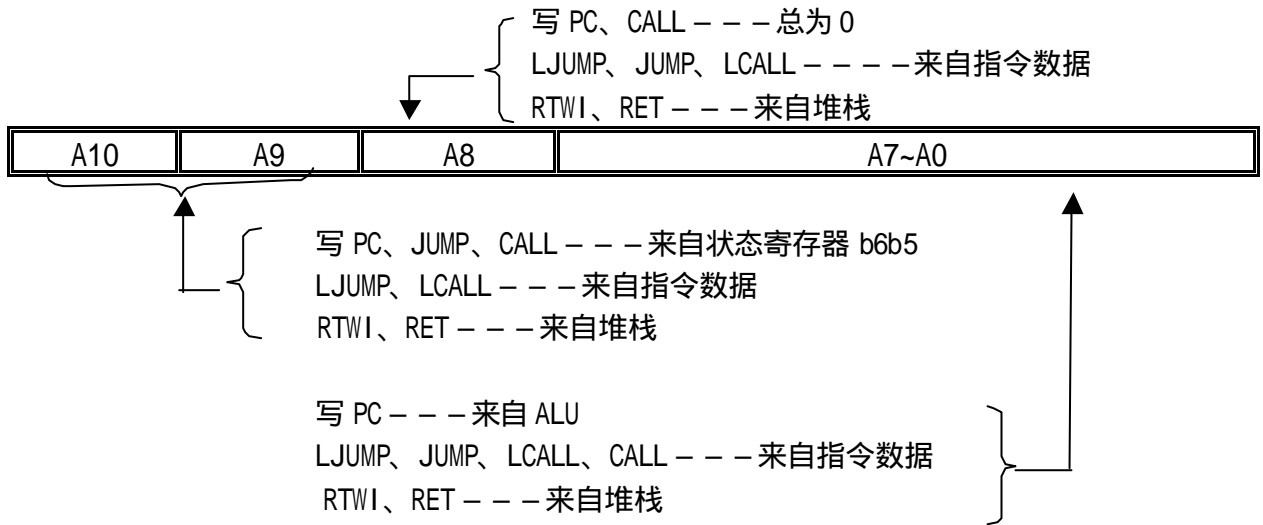 写 PC、CALL – – – 总为 0
LJUMP、JUMP、LCALL – – – – 来自指令数据
RTWI、RET – – – 来自堆栈
A10 A9 A8 A7~A0
写 PC、JUMP、CALL – – – 来自状态寄存器 b6b5
LJUMP、LCALL – – – 来自指令数据
RTWI、RET – – – 来自堆栈
写 PC – – – 来自 ALU
LJUMP、JUMP、LCALL、CALL – – – 来自指令数据
RTWI、RET – – – 来自堆栈